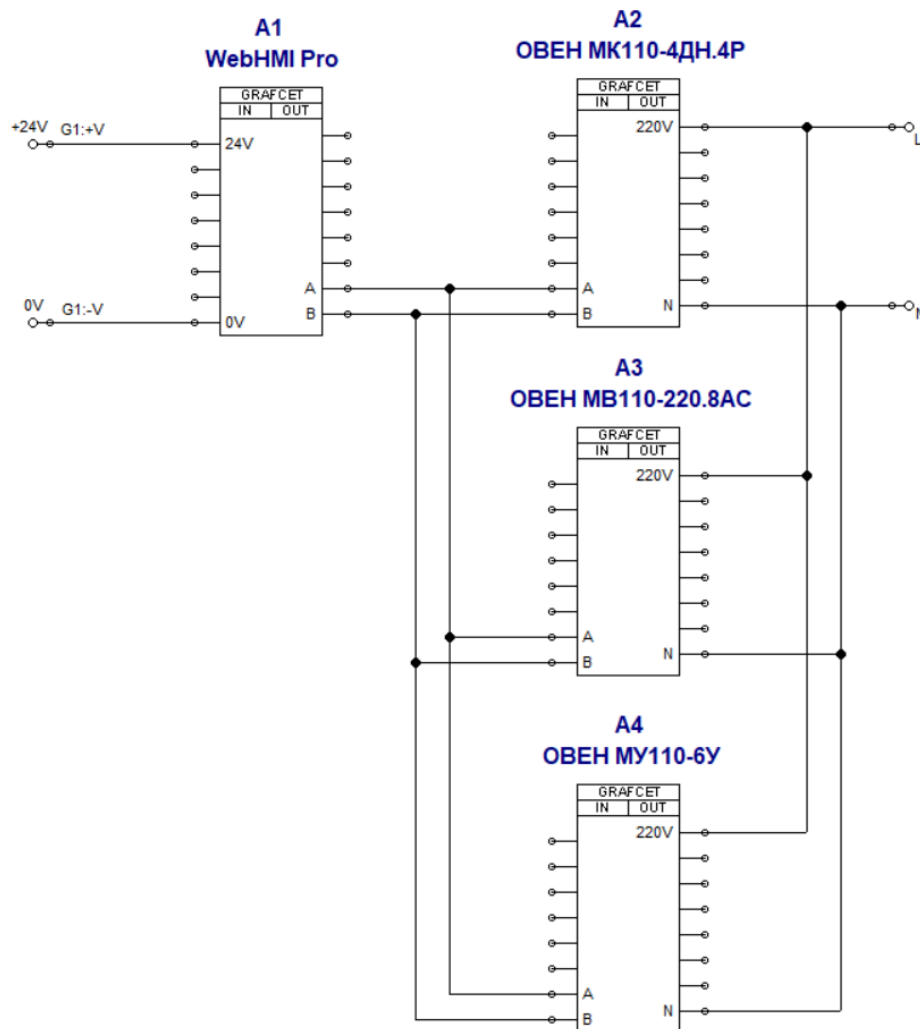 A1
WebHMI Pro
GRAFCET
IN OUT
+24V G1:+V 24V
A
B
0V G1:-V 0V
A2
ОВЕН МК110-4ДН.4Р
GRAFCET
IN OUT
220V
L
A
B
N
A3
ОВЕН МВ110-220.8АС
GRAFCET
IN OUT
220V
A
B
N
A4
ОВЕН МУ110-6У
GRAFCET
IN OUT
220V
A
B
N